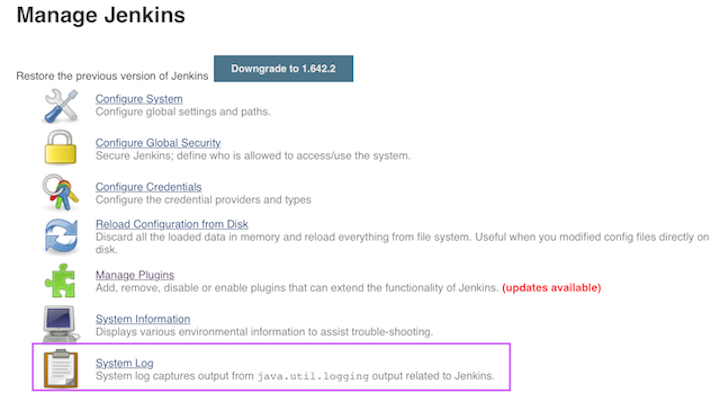 Manage Jenkins
Restore the previous version of Jenkins Downgrade to 1.642.2
Configure System
Configure global settings and paths.
Configure Global Security
Secure Jenkins; define who is allowed to access/use the system.
Configure Credentials
Configure the credential providers and types
Reload Configuration from Disk
Discard all the loaded data in memory and reload everything from file system. Useful when you modified config files directly on
disk.
Manage Plugins
Add, remove, disable or enable plugins that can extend the functionality of Jenkins. (updates available)
System Information
Displays various environmental information to assist trouble-shooting.
System Log
System log captures output from java.util.logging output related to Jenkins.